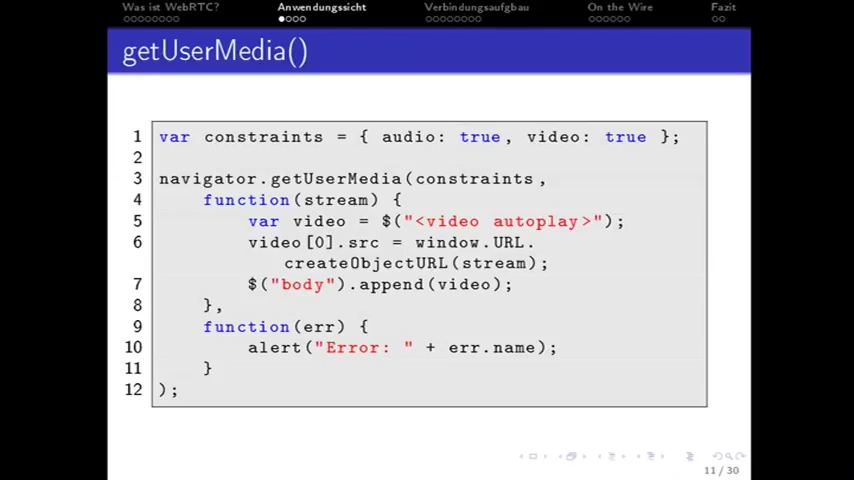 Was ist WebRTC? Anwendungssicht Verbindungsaufgbau On the Wire Fazit
getUserMedia()
1 var constraints = { audio: true, video: true };
2
3 navigator.getUserMedia(constraints,
4 function(stream) {
5 var video = $("<video autoplay>");
6 video[0].src = window.URL.
createObjectURL(stream);
7 $("body").append(video);
8 },
9 function(err) {
10 alert("Error: " + err.name);
11 }
12 );
11 / 30